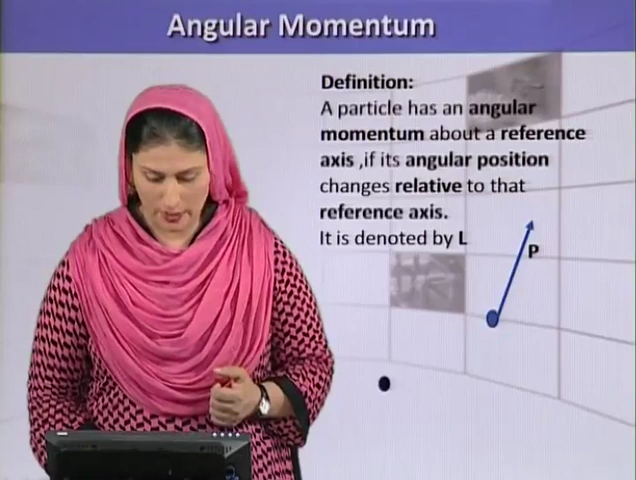 Angular Momentum
Definition:
A particle has an angular
momentum about a reference
axis ,if its angular position
changes relative to that
reference axis.
It is denoted by L
P